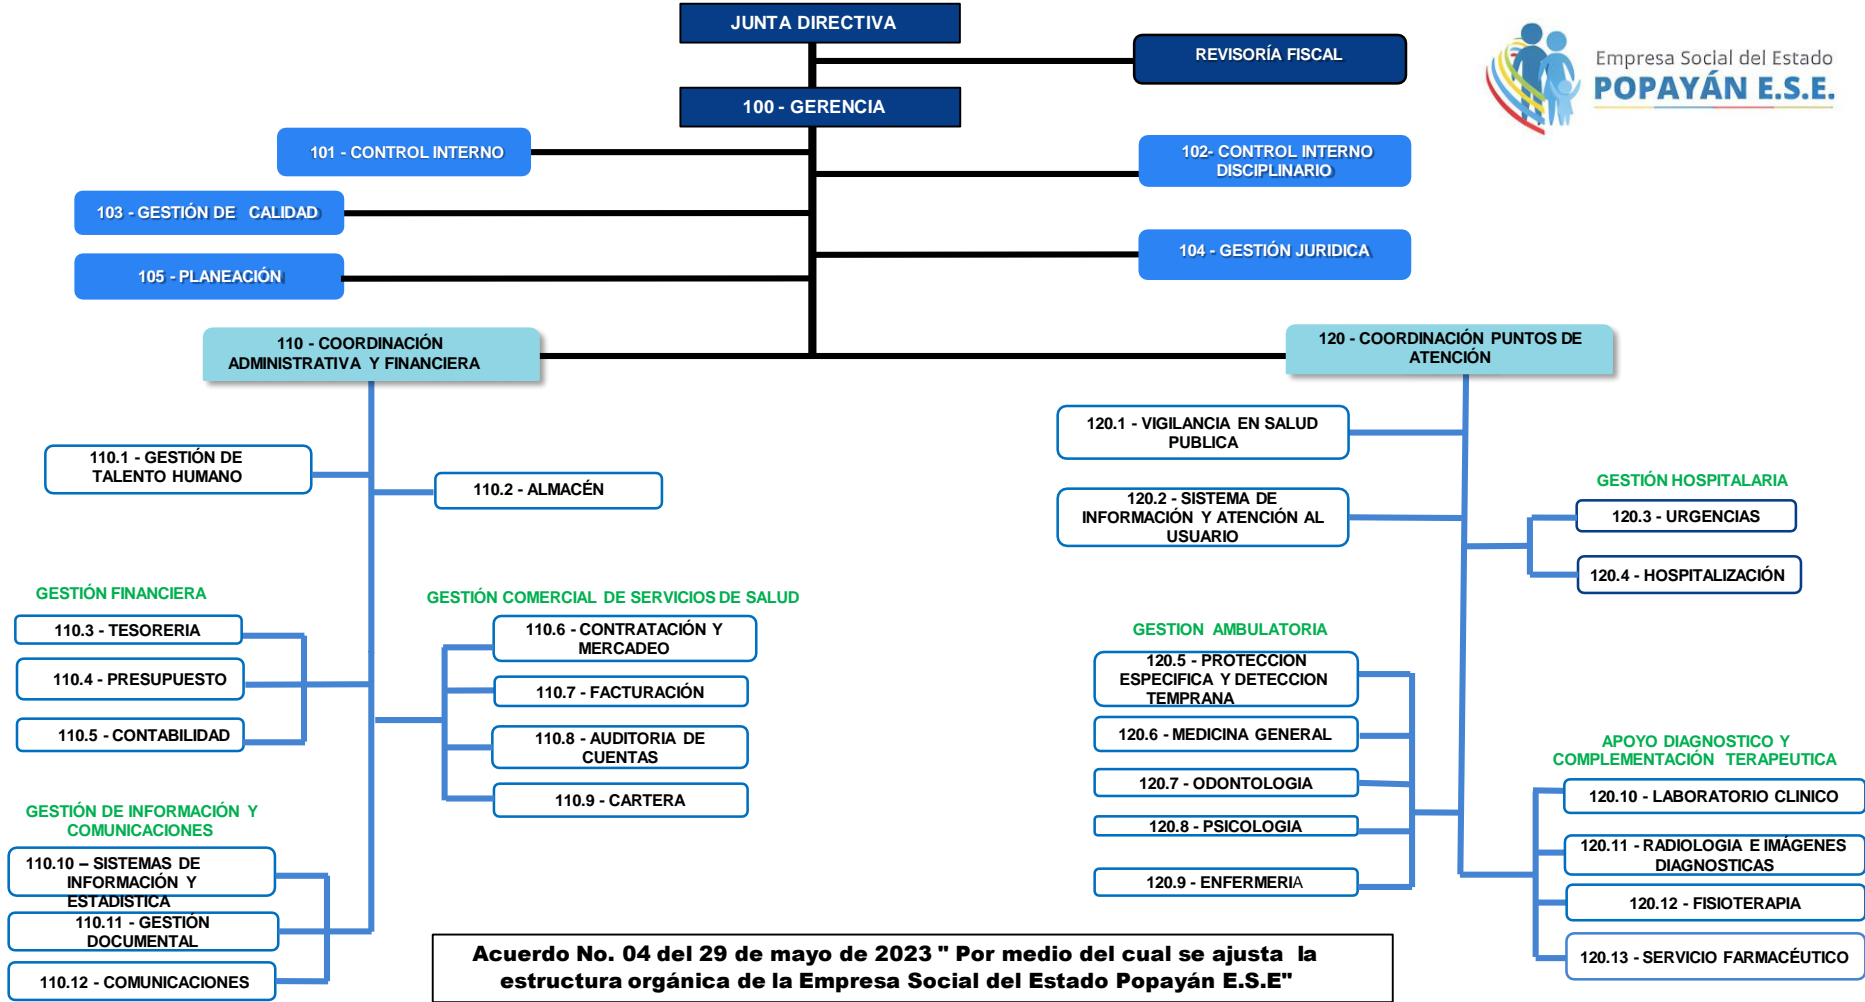 JUNTA DIRECTIVA
REVISORÍA FISCAL
Empresa Social del Estado
POPAYÁN E.S.E.
100 - GERENCIA
101 - CONTROL INTERNO
102- CONTROL INTERNO
DISCIPLINARIO
103 - GESTIÓN DE CALIDAD
104 - GESTIÓN JURIDICA
105 - PLANEACIÓN
110 - COORDINACIÓN
ADMINISTRATIVA Y FINANCIERA
120 - COORDINACIÓN PUNTOS DE
ATENCIÓN
110.1 - GESTIÓN DE
TALENTO HUMANO
110.2 - ALMACÉN
GESTIÓN FINANCIERA
110.3 - TESORERIA
110.4 - PRESUPUESTO
110.5 - CONTABILIDAD
GESTIÓN COMERCIAL DE SERVICIOS DE SALUD
110.6 - CONTRATACIÓN Y
MERCADEO
110.7 - FACTURACIÓN
110.8 - AUDITORIA DE
CUENTAS
110.9 - CARTERA
GESTIÓN DE INFORMACIÓN Y
COMUNICACIONES
110.10 – SISTEMAS DE
INFORMACIÓN Y
ESTADISTICA
110.11 - GESTIÓN
DOCUMENTAL
110.12 - COMUNICACIONES
120.1 - VIGILANCIA EN SALUD
PUBLICA
120.2 - SISTEMA DE
INFORMACIÓN Y ATENCIÓN AL
USUARIO
GESTIÓN HOSPITALARIA
120.3 - URGENCIAS
120.4 - HOSPITALIZACIÓN
GESTION AMBULATORIA
120.5 - PROTECCION
ESPECIFICA Y DETECCION
TEMPRANA
120.6 - MEDICINA GENERAL
120.7 - ODONTOLOGIA
120.8 - PSICOLOGIA
120.9 - ENFERMERIA
APOYO DIAGNOSTICO Y
COMPLEMENTACIÓN TERAPEUTICA
120.10 - LABORATORIO CLINICO
120.11 - RADIOLOGIA E IMÁGENES
DIAGNOSTICAS
120.12 - FISIOTERAPIA
120.13 - SERVICIO FARMACÉUTICO
Acuerdo No. 04 del 29 de mayo de 2023 " Por medio del cual se ajusta la
estructura orgánica de la Empresa Social del Estado Popayán E.S.E"